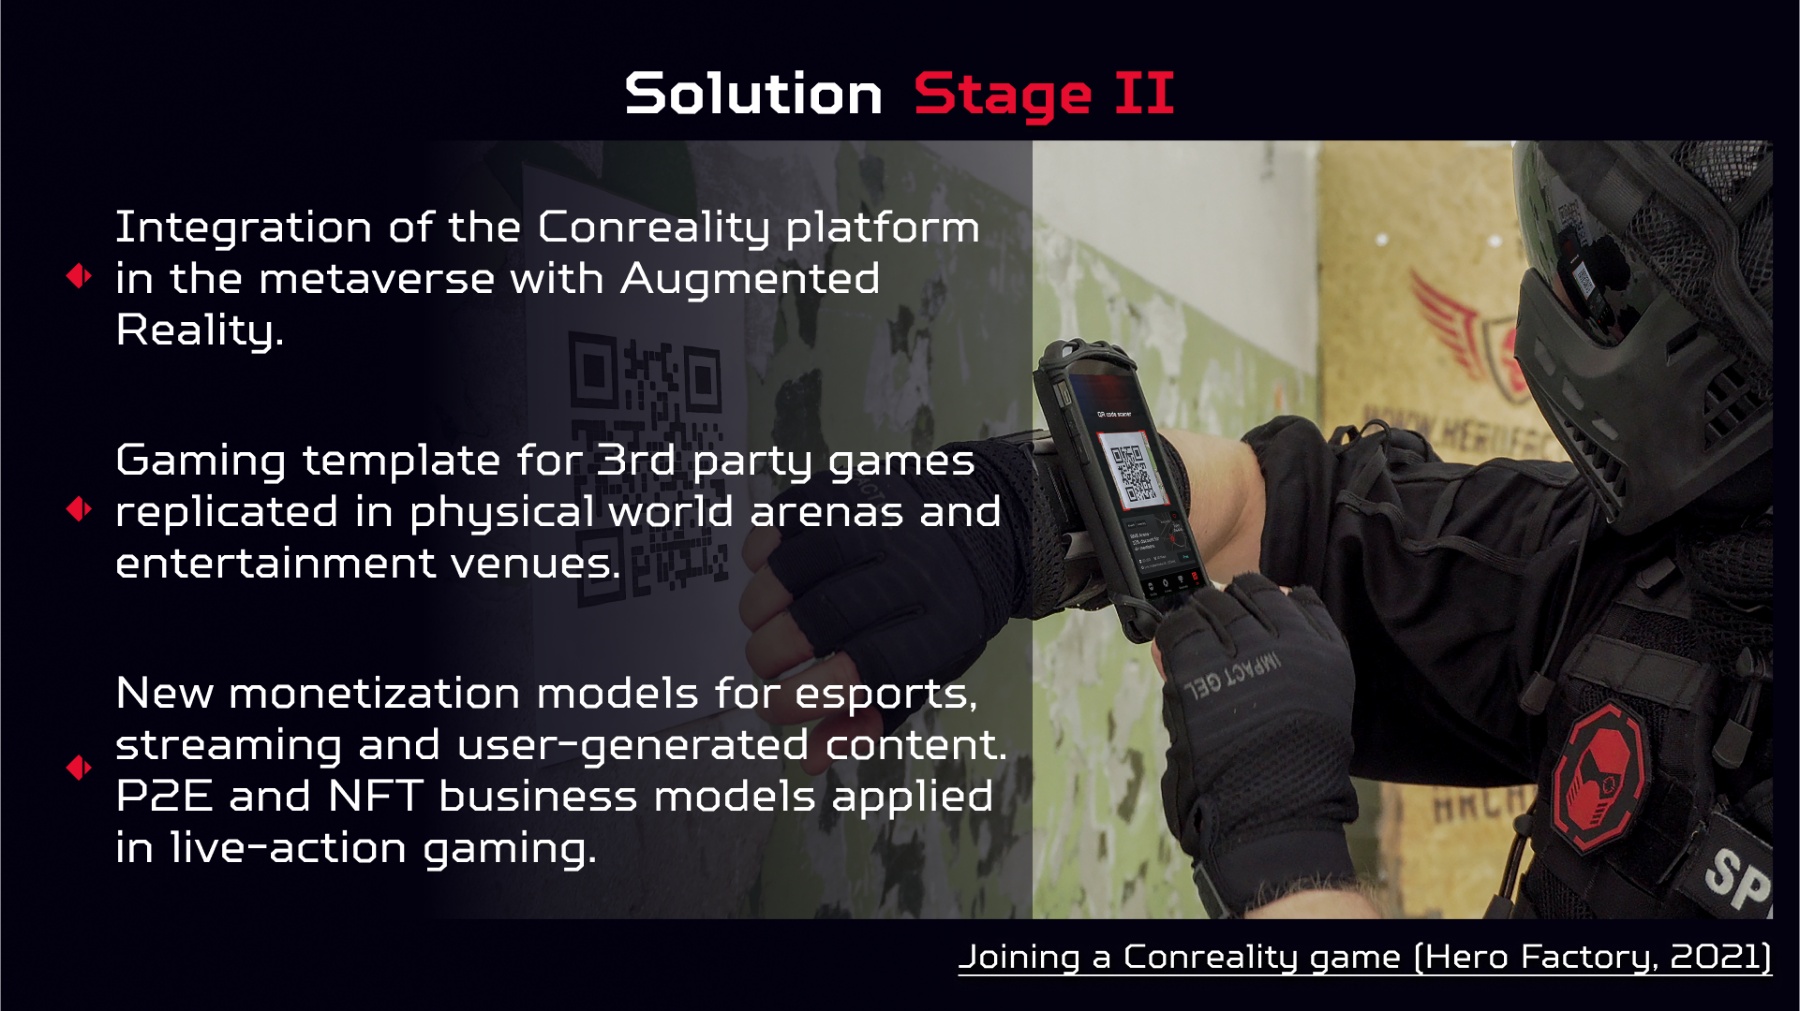 Solution Stage II
Integration of the Conreality platform
in the metaverse with Augmented
Reality.
Gaming template for 3rd party games
replicated in physical world arenas and
entertainment venues.
New monetization models for esports,
streaming and user-generated content.
P2E and NFT business models applied
in live-action gaming.
QR code scanner
IMPACT GEL
SP
Joining a Conreality game (Hero Factory, 2021)